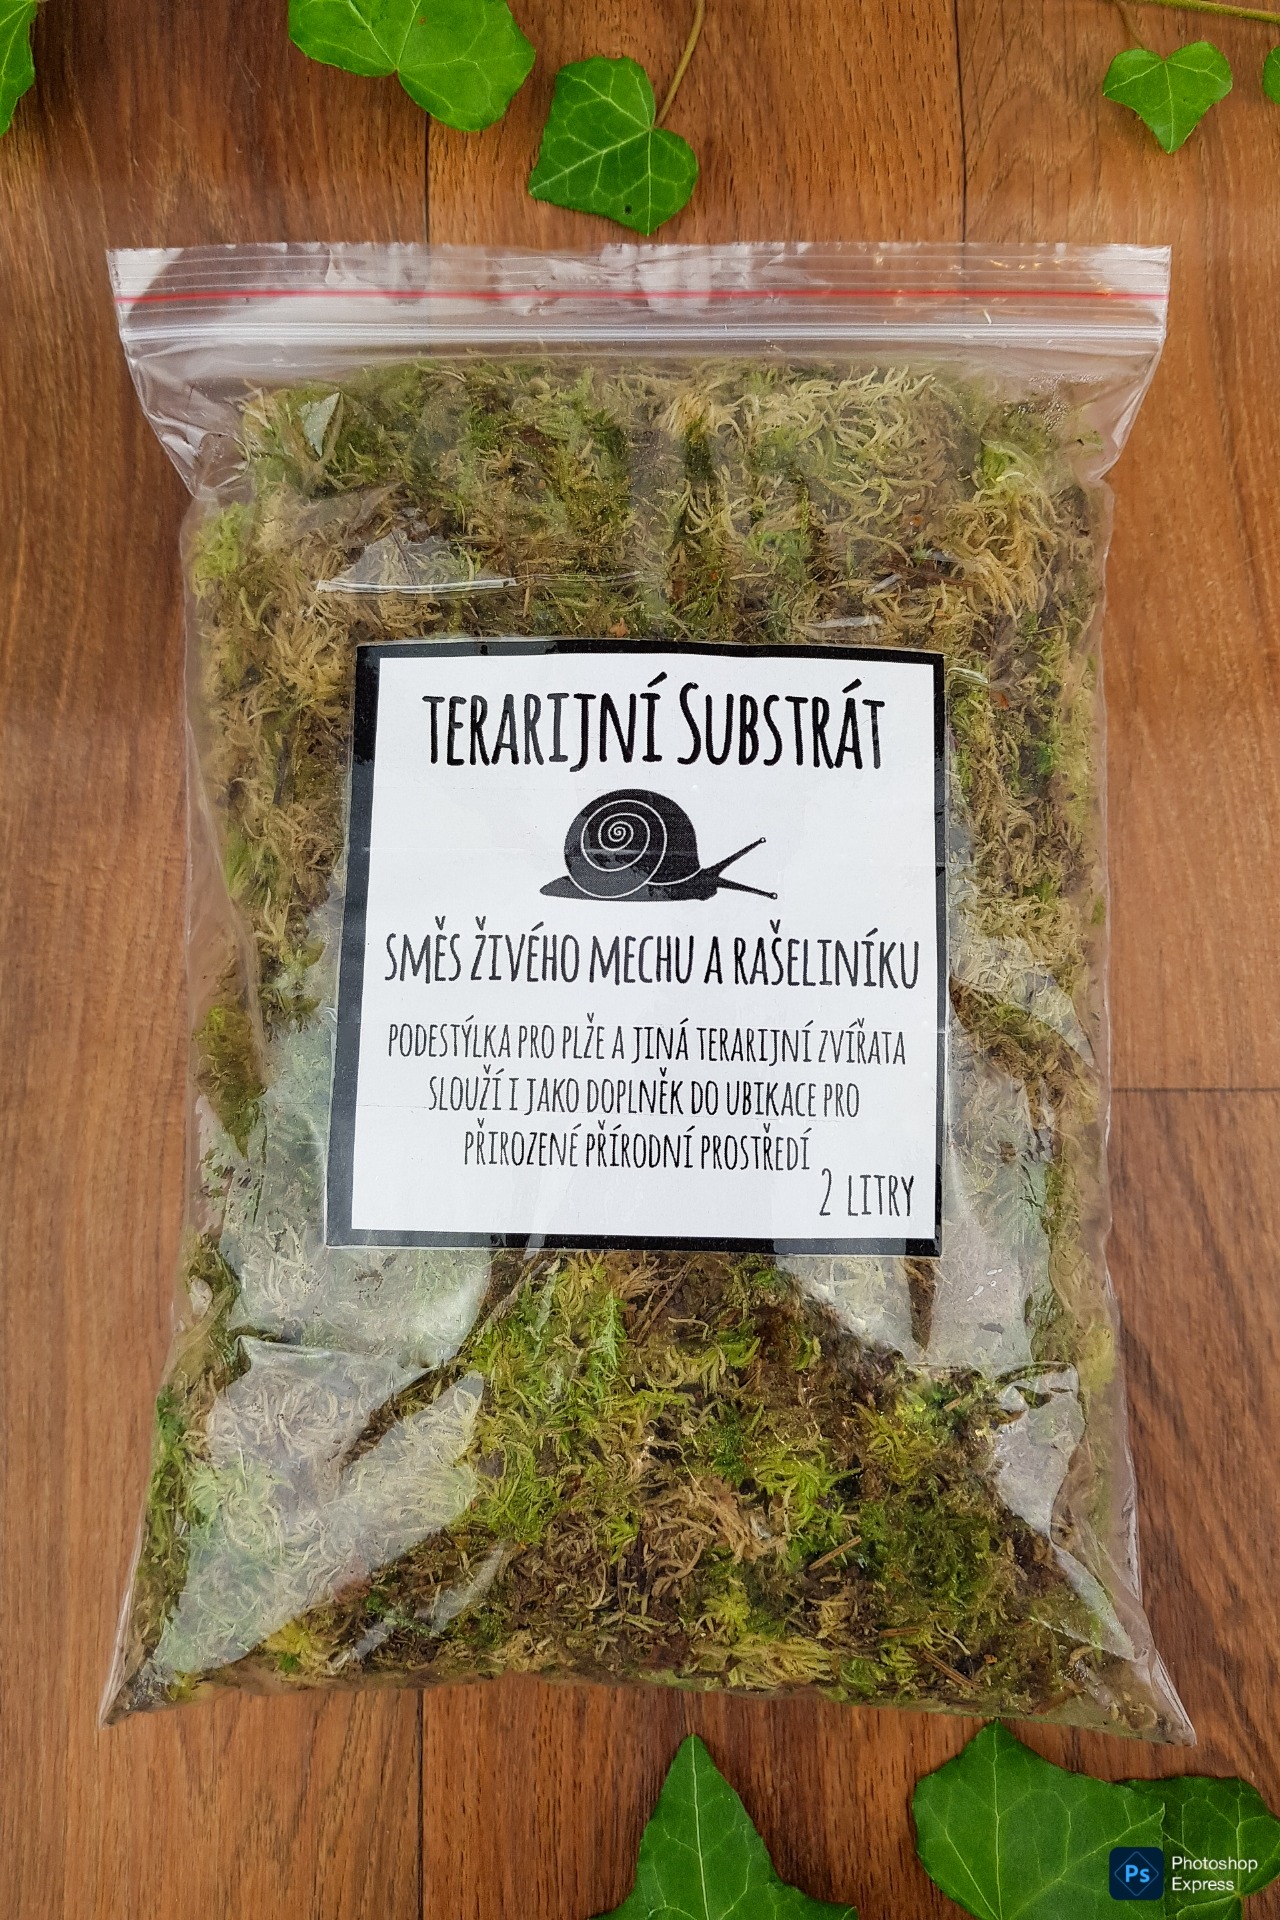 TERARIJNÍ SUBSTRÁT
SMĚS ŽIVÉHO MECHU A RAŠELINÍKU
PODESTÝLKA PRO PLŽE A JINÁ TERARIJNÍ ZVÍŘATA
SLOUŽÍ I JAKO DOPLNĚK DO UBIKACE PRO
PŘIROZENÉ PŘÍRODNÍ PROSTŘEDÍ
2 LITRY
Ps Photoshop
Express